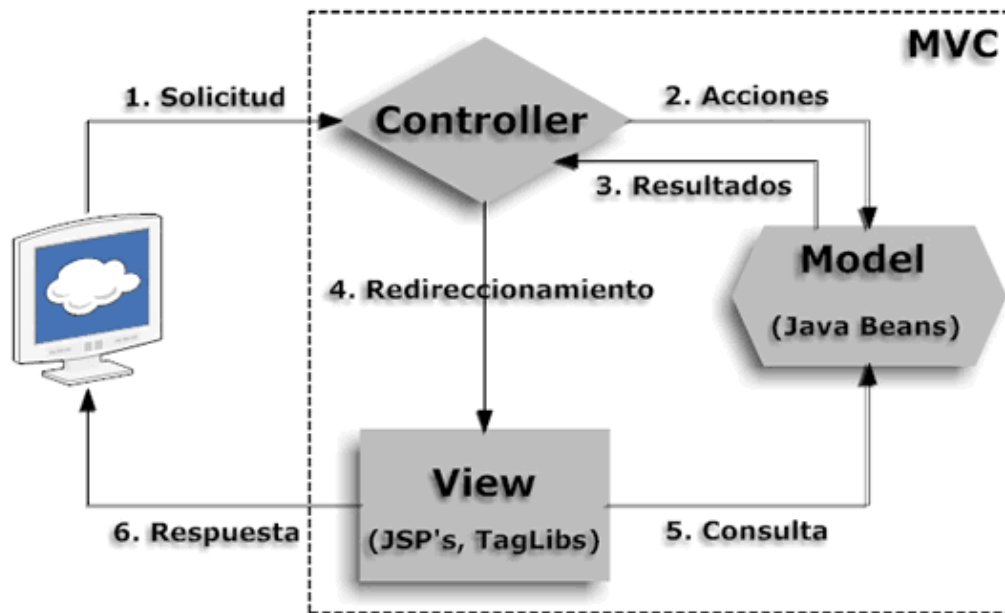 MVC
1. Solicitud
Controller
2. Acciones
3. Resultados
Model
(Java Beans)
4. Redireccionamiento
View
(JSP's, TagLibs)
5. Consulta
6. Respuesta